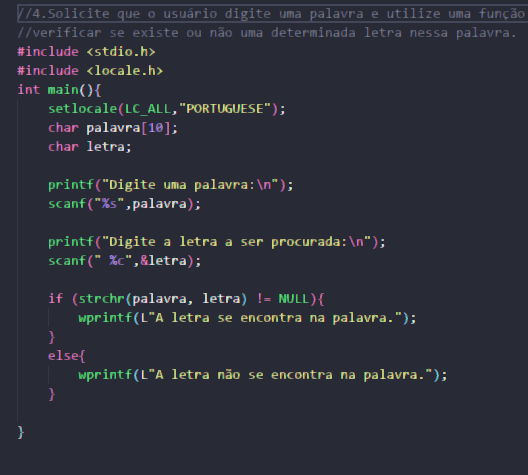 //4.Solicite que o usuário digite uma palavra e utilize uma função
//verificar se existe ou não uma determinada letra nessa palavra.
#include <stdio.h>
#include <locale.h>
int main(){
    setlocale(LC_ALL,"PORTUGUESE");
    char palavra[10];
    char letra;

    printf("Digite uma palavra:\n");
    scanf("%s",palavra);

    printf("Digite a letra a ser procurada:\n");
    scanf(" %c",&letra);

    if (strchr(palavra, letra) != NULL){
        wprintf(L"A letra se encontra na palavra.");
    }
    else{
        wprintf(L"A letra não se encontra na palavra.");
    }

}